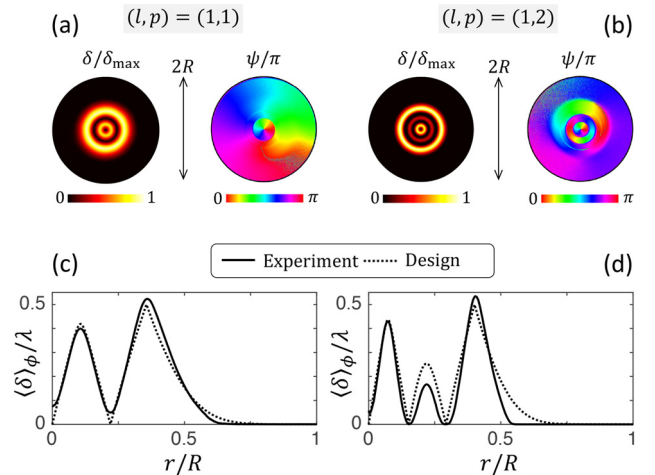 (a) (l, p) = (1,1) (l, p) = (1,2) (b)
δ/δmax 2R ψ/π δ/δmax 2R ψ/π
0 1 0 π 0 1 0 π
Experiment Design
(c) (d)
0.5 0.5
⟨δ⟩ϕ/λ ⟨δ⟩ϕ/λ
0 0
0 0.5 1 0 0.5 1
r/R r/R